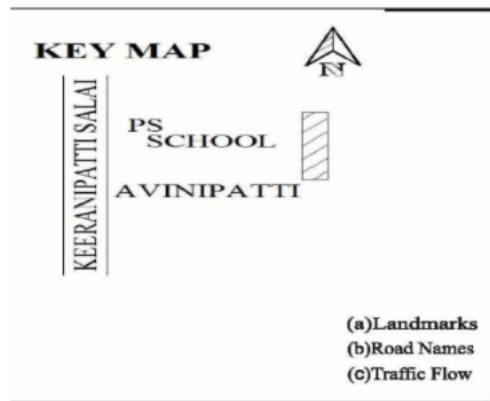 KEY MAP
N
KEERANIPATTI SALAI
PS
SCHOOL
AVINIPATTI
(a)Landmarks
(b)Road Names
(c)Traffic Flow